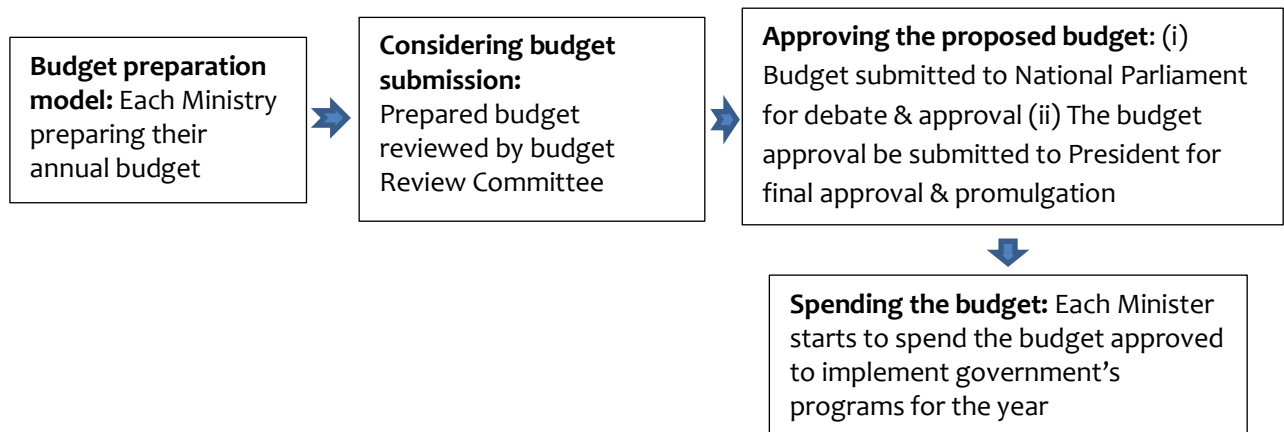 Budget preparation
model: Each Ministry
preparing their
annual budget
Considering budget
submission:
Prepared budget
reviewed by budget
Review Committee
Approving the proposed budget: (i)
Budget submitted to National Parliament
for debate & approval (ii) The budget
approval be submitted to President for
final approval & promulgation
Spending the budget: Each Minister
starts to spend the budget approved
to implement government’s
programs for the year